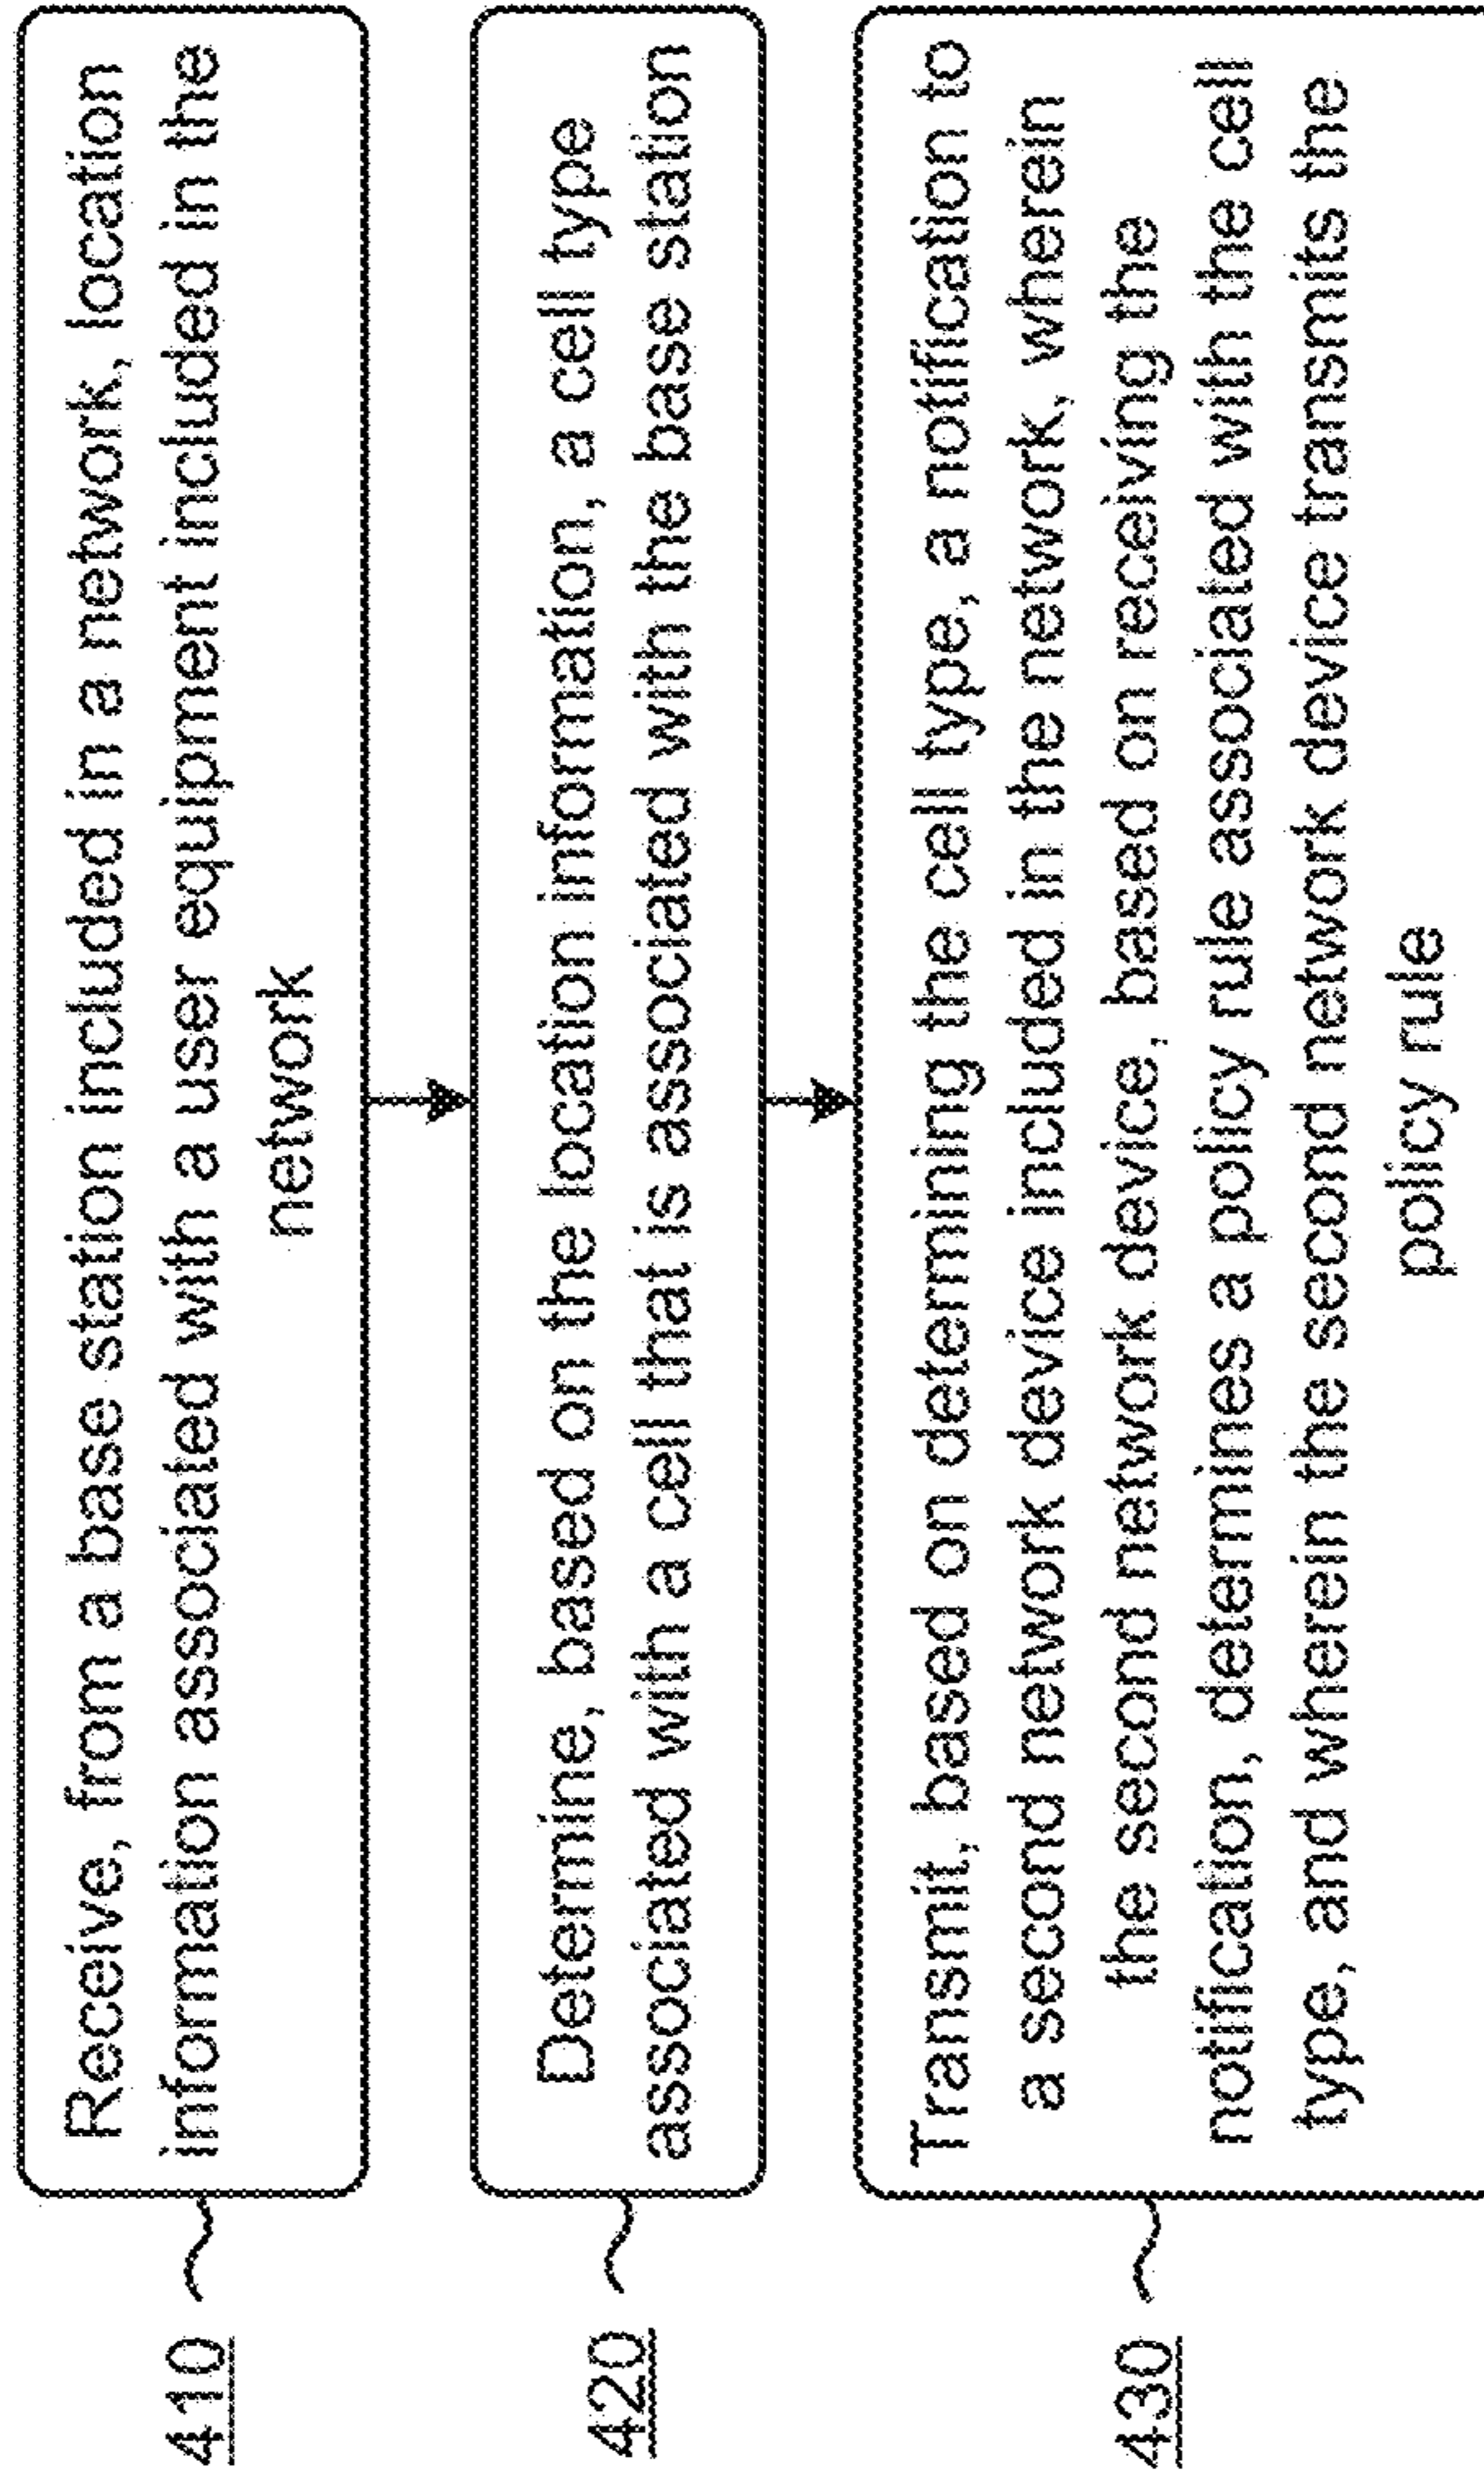 410
Receive, from a base station included in a network, location
information associated with a user equipment included in the
network
420
Determine, based on the location information, a cell type
associated with a cell that is associated with the base station
430
Transmit, based on determining the cell type, a notification to
a second network device included in the network, wherein
the second network device, based on receiving the
notification, determines a policy rule associated with the cell
type, and wherein the second network device transmits the
policy rule